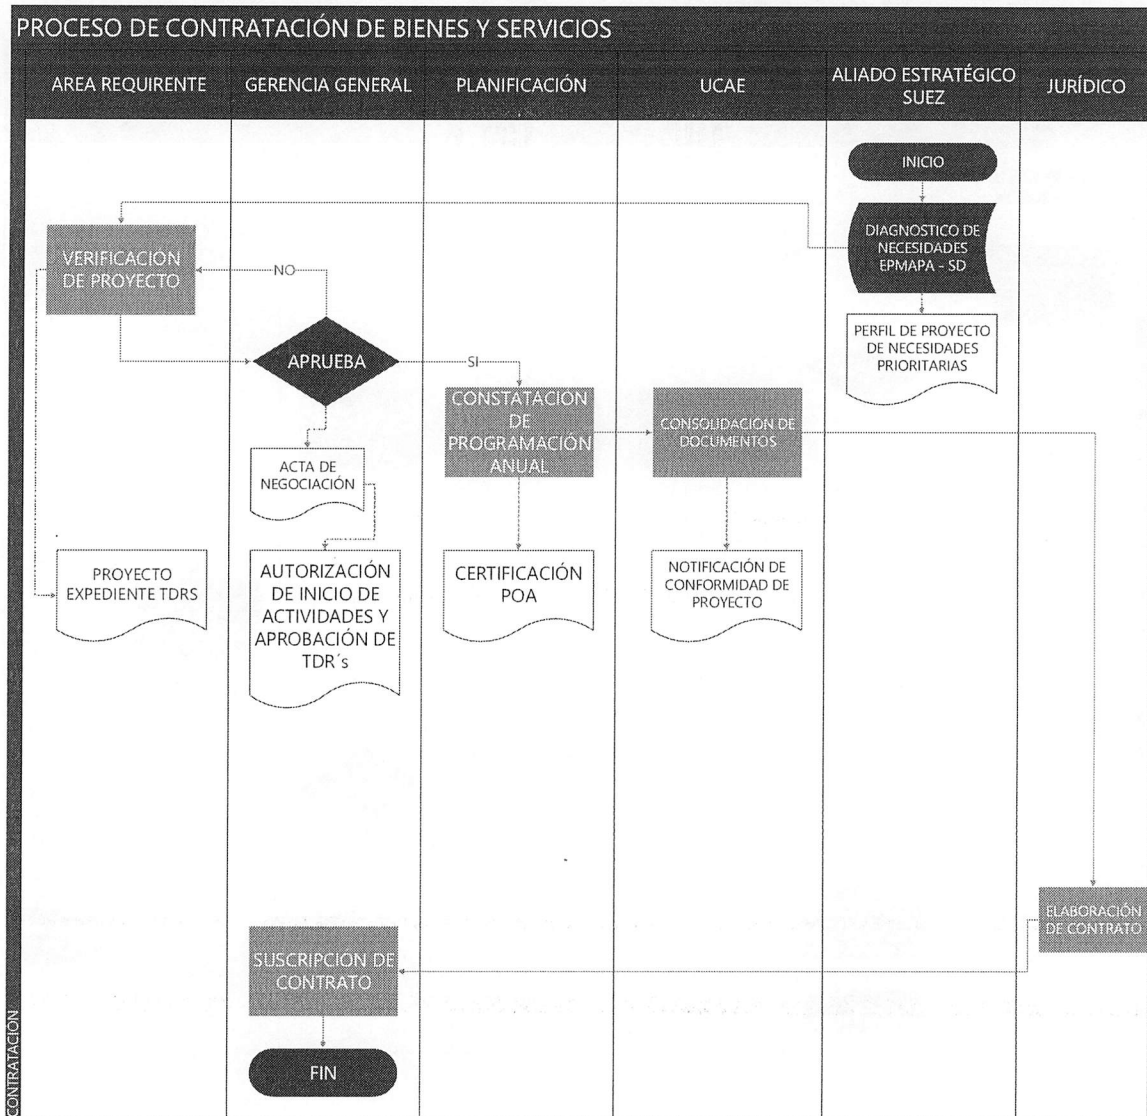 PROCESO DE CONTRATACIÓN DE BIENES Y SERVICIOS
AREA REQUIRENTE
GERENCIA GENERAL
PLANIFICACIÓN
UCAE
ALIADO ESTRATÉGICO
SUEZ
JURÍDICO
INICIO
DIAGNOSTICO DE
NECESIDADES
EPMAPA - SD
PERFIL DE PROYECTO
DE NECESIDADES
PRIORITARIAS
VERIFICACIÓN
DE PROYECTO
NO
APRUEBA
SI
CONSTATACIÓN
DE
PROGRAMACIÓN
ANUAL
CONSOLIDACIÓN DE
DOCUMENTOS
ACTA DE
NEGOCIACIÓN
PROYECTO
EXPEDIENTE TDRS
AUTORIZACIÓN
DE INICIO DE
ACTIVIDADES Y
APROBACIÓN DE
TDR´s
CERTIFICACIÓN
POA
NOTIFICACIÓN DE
CONFORMIDAD DE
PROYECTO
ELABORACIÓN
DE CONTRATO
SUSCRIPCIÓN DE
CONTRATO
FIN
CONTRATACIÓN